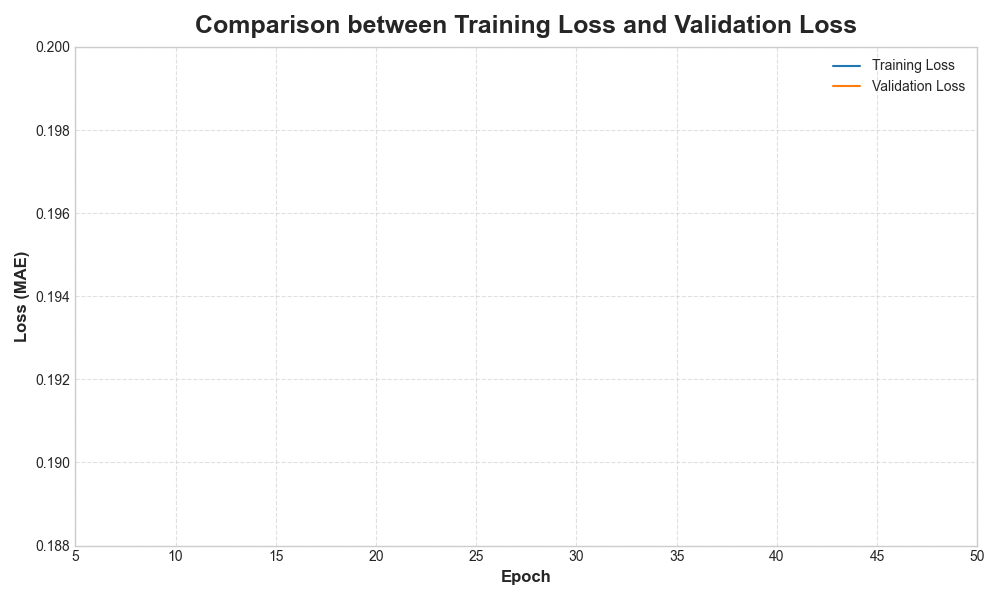 Comparison between Training Loss and Validation Loss
Training Loss
Validation Loss
0.200
0.198
0.196
0.194
0.192
0.190
0.188
Loss (MAE)
5 10 15 20 25 30 35 40 45 50
Epoch